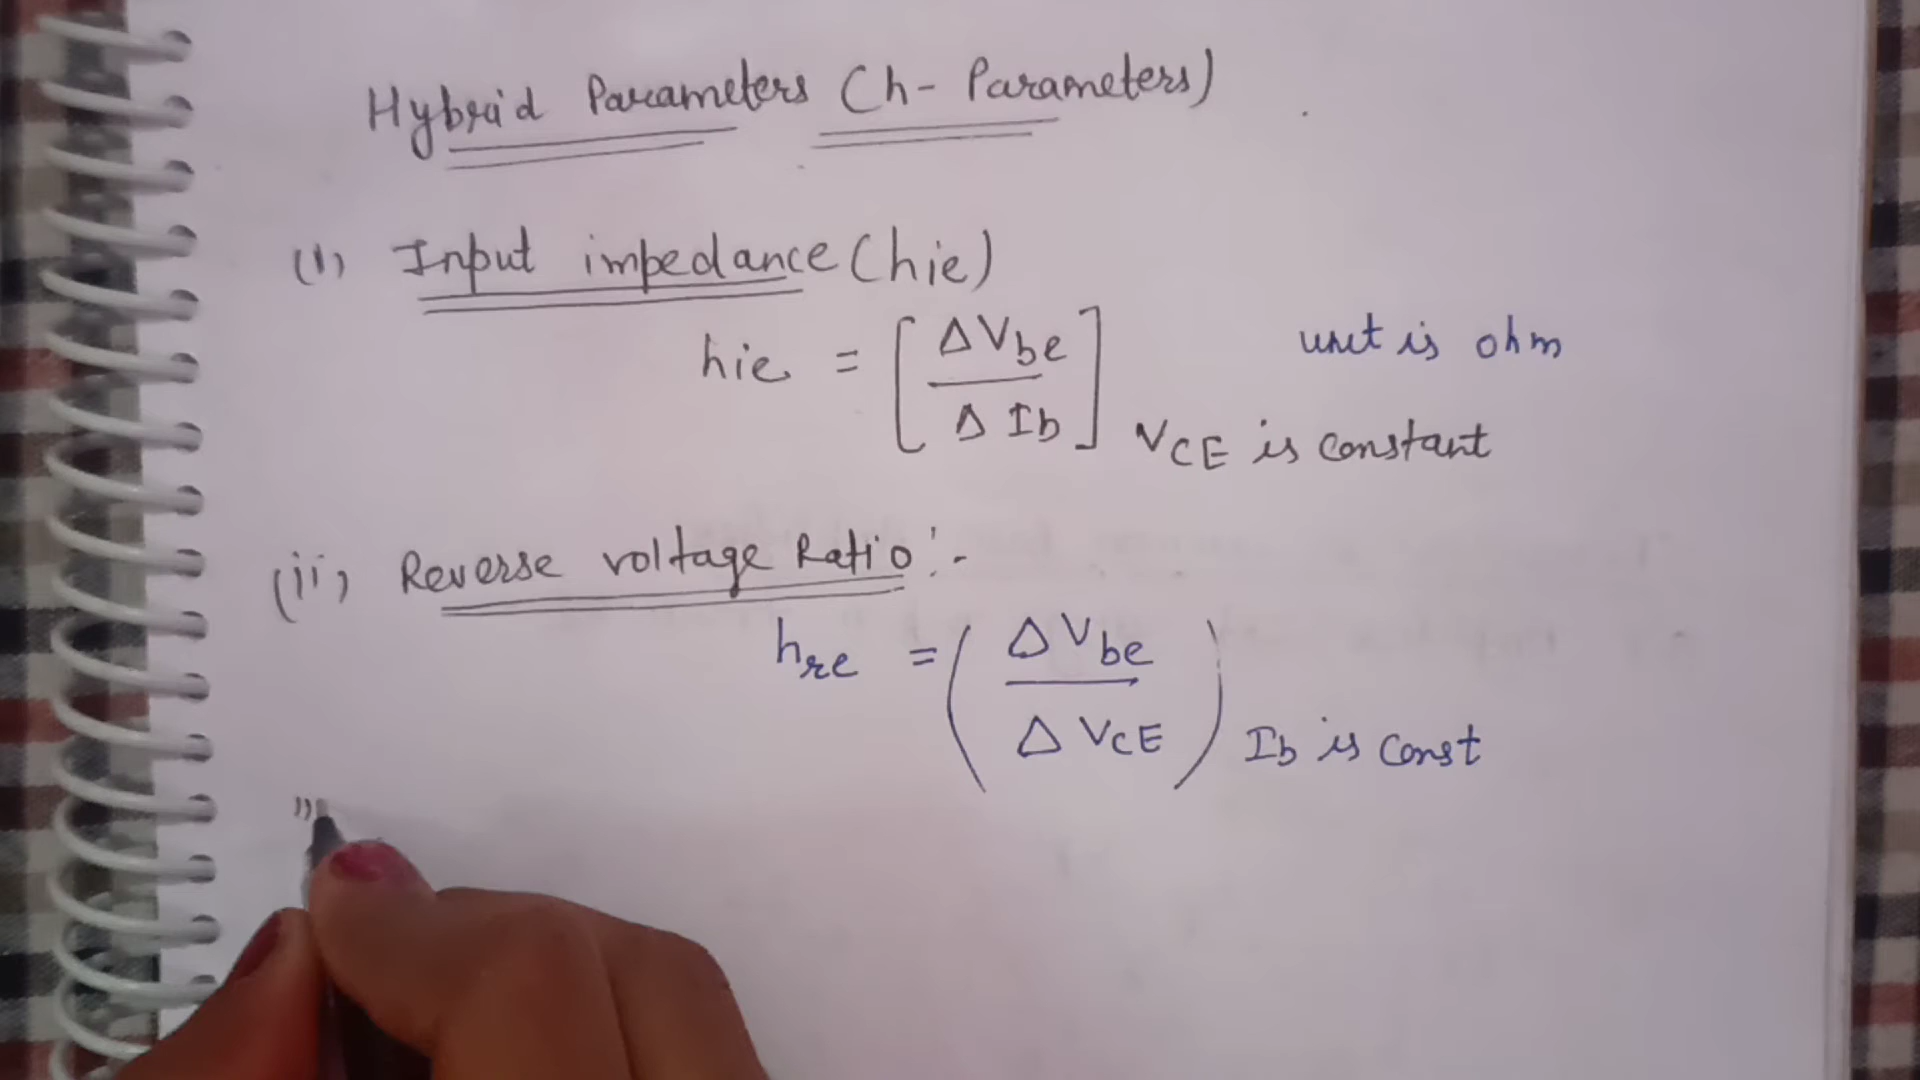 Hybrid Parameters (h-Parameters)
(i) Input impedance (hie)
hie = [ΔVbe / ΔIb] VCE is constant
unit is ohm
(ii) Reverse voltage Ratio:-
hre = (ΔVbe / ΔVCE) Ib is const